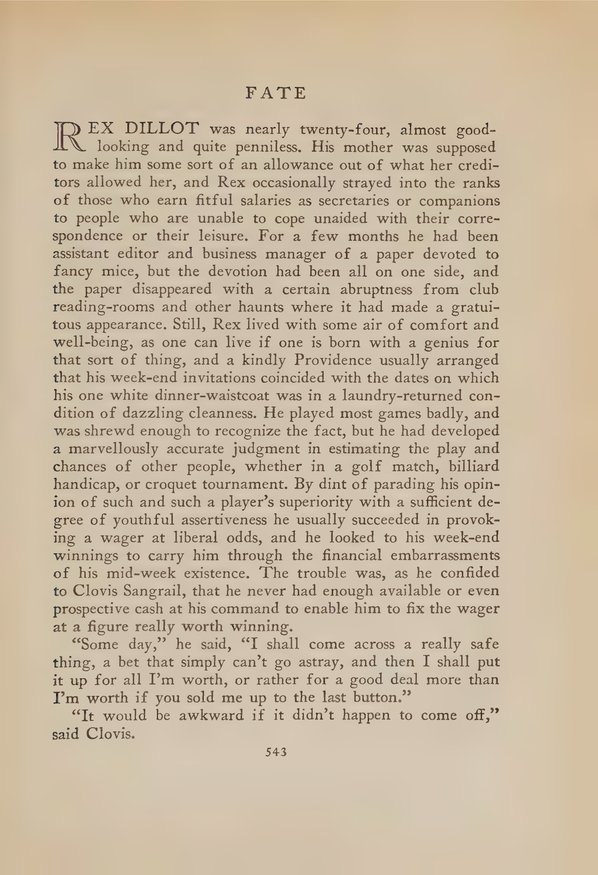 FATE
REX DILLOT was nearly twenty-four, almost good-
looking and quite penniless. His mother was supposed
to make him some sort of an allowance out of what her credi-
tors allowed her, and Rex occasionally strayed into the ranks
of those who earn fitful salaries as secretaries or companions
to people who are unable to cope unaided with their corre-
spondence or their leisure. For a few months he had been
assistant editor and business manager of a paper devoted to
fancy mice, but the devotion had been all on one side, and
the paper disappeared with a certain abruptness from club
reading-rooms and other haunts where it had made a gratui-
tous appearance. Still, Rex lived with some air of comfort and
well-being, as one can live if one is born with a genius for
that sort of thing, and a kindly Providence usually arranged
that his week-end invitations coincided with the dates on which
his one white dinner-waistcoat was in a laundry-returned con-
dition of dazzling cleanness. He played most games badly, and
was shrewd enough to recognize the fact, but he had developed
a marvellously accurate judgment in estimating the play and
chances of other people, whether in a golf match, billiard
handicap, or croquet tournament. By dint of parading his opin-
ion of such and such a player's superiority with a sufficient de-
gree of youthful assertiveness he usually succeeded in provok-
ing a wager at liberal odds, and he looked to his week-end
winnings to carry him through the financial embarrassments
of his mid-week existence. The trouble was, as he confided
to Clovis Sangrail, that he never had enough available or even
prospective cash at his command to enable him to fix the wager
at a figure really worth winning.
"Some day," he said, "I shall come across a really safe
thing, a bet that simply can't go astray, and then I shall put
it up for all I'm worth, or rather for a good deal more than
I'm worth if you sold me up to the last button."
"It would be awkward if it didn't happen to come off,"
said Clovis.
543